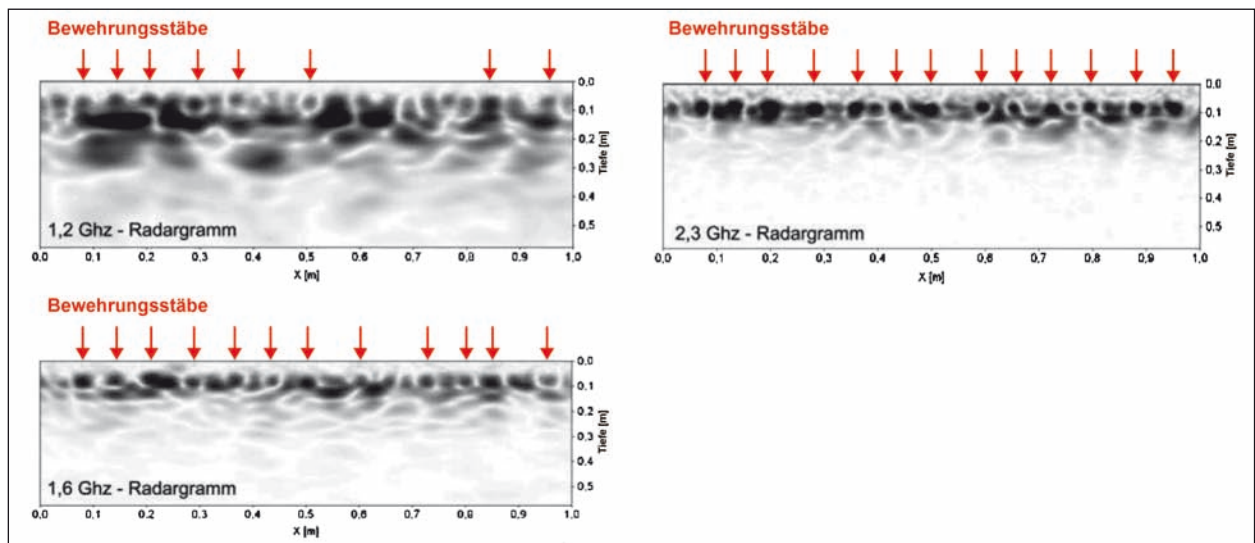 Bewehrungsstäbe
0,0
0,1
0,2
0,3
0,4
0,5
Tiefe [m]
1,2 Ghz - Radargramm
0,0 0,1 0,2 0,3 0,4 0,5 0,6 0,7 0,8 0,9 1,0
X [m]
Bewehrungsstäbe
0,0
0,1
0,2
0,3
0,4
0,5
Tiefe [m]
2,3 Ghz - Radargramm
0,0 0,1 0,2 0,3 0,4 0,5 0,6 0,7 0,8 0,9 1,0
X [m]
Bewehrungsstäbe
0,0
0,1
0,2
0,3
0,4
0,5
Tiefe [m]
1,6 Ghz - Radargramm
0,0 0,1 0,2 0,3 0,4 0,5 0,6 0,7 0,8 0,9 1,0
X [m]